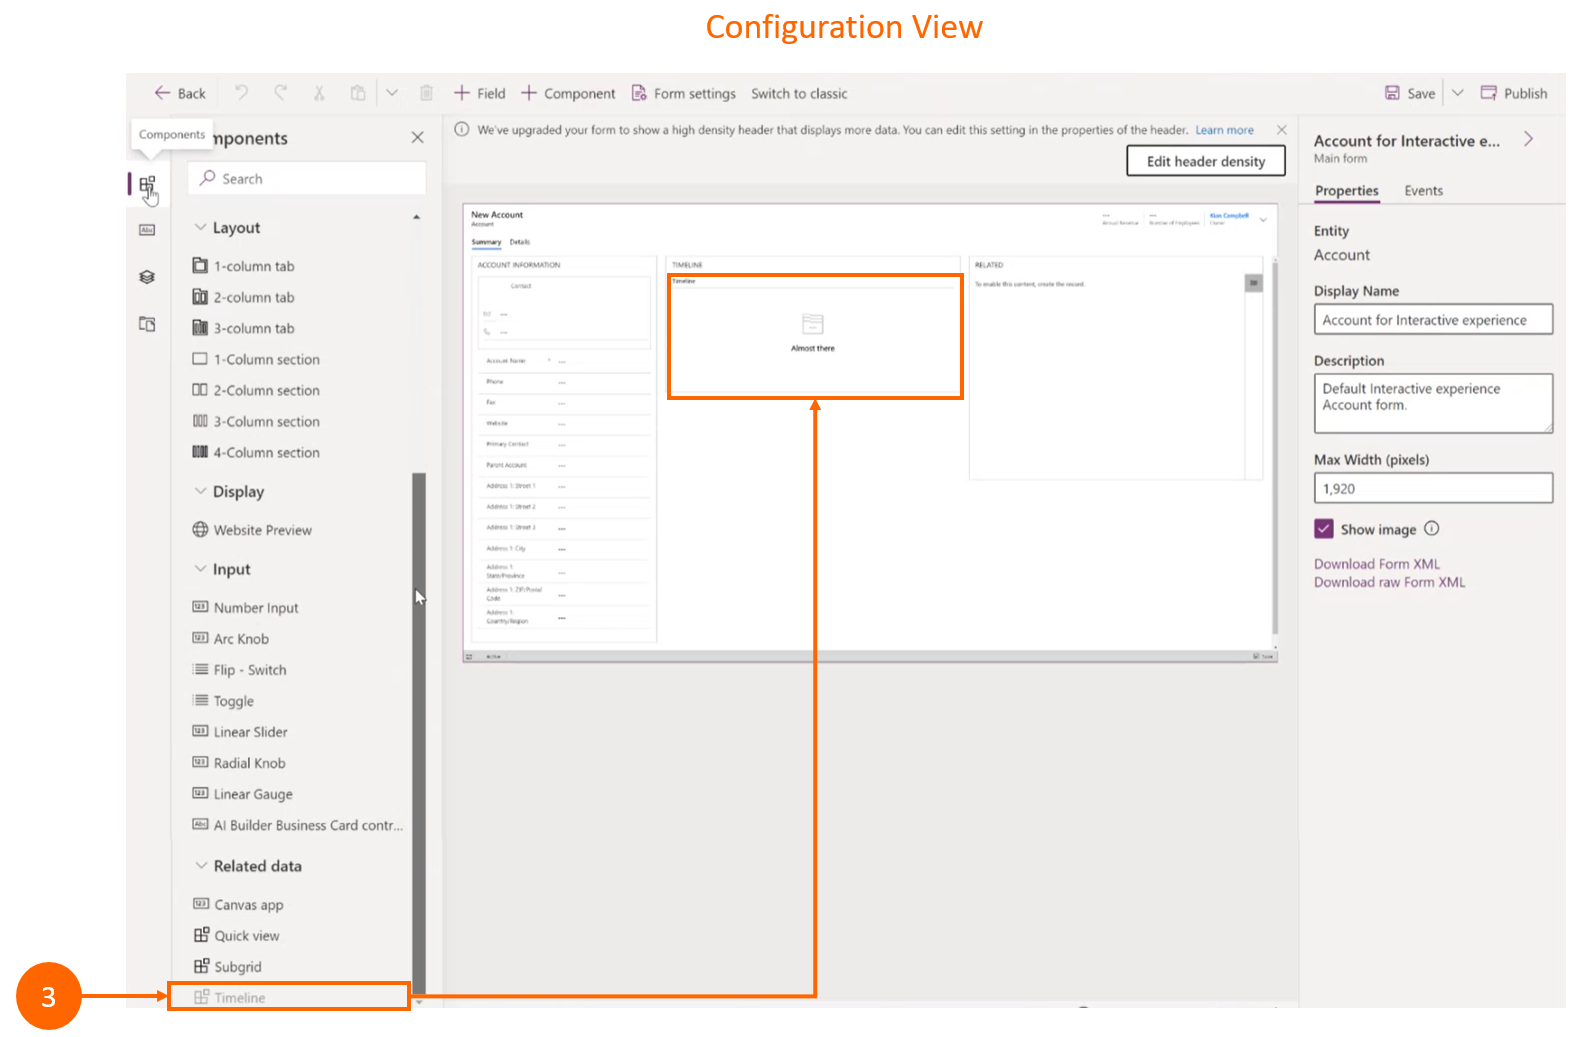 Configuration View
Back
Field
Component
Form settings
Switch to classic
Save
Publish
Components
mponents
Search
Layout
1-column tab
2-column tab
3-column tab
1-Column section
2-Column section
3-Column section
4-Column section
Display
Website Preview
Input
Number Input
Arc Knob
Flip - Switch
Toggle
Linear Slider
Radial Knob
Linear Gauge
AI Builder Business Card contr...
Related data
Canvas app
Quick view
Subgrid
3
Timeline
We've upgraded your form to show a high density header that displays more data. You can edit this setting in the properties of the header. Learn more
Edit header density
New Account
Account
Summary Details
---
Annual Revenue
---
Number of Employees
Kian Campbell
Owner
ACCOUNT INFORMATION
Contact
---
---
Account Name * ---
Phone ---
Fax ---
Website ---
Primary Contact ---
Parent Account ---
Address 1: Street 1 ---
Address 1: Street 2 ---
Address 1: Street 3 ---
Address 1: City ---
Address 1:
State/Province ---
Address 1: ZIP/Postal
Code ---
Address 1:
Country/Region ---
TIMELINE
Timeline
Almost there
RELATED
To enable this content, create the record.
Active
Save
Account for Interactive e...
Main form
Properties Events
Entity
Account
Display Name
Account for Interactive experience
Description
Default Interactive experience
Account form.
Max Width (pixels)
1,920
Show image
Download Form XML
Download raw Form XML